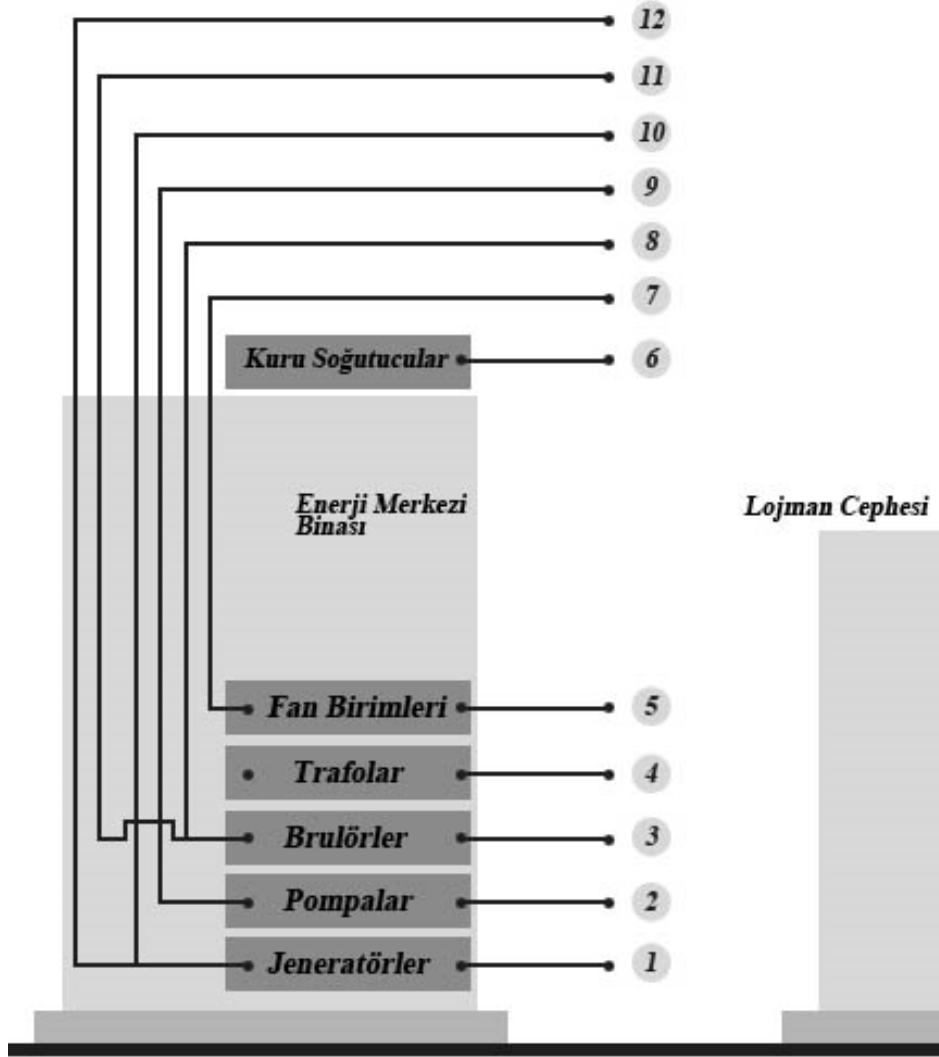 12
11
10
9
8
7
Kuru Soğutucular
6
Enerji Merkezi
Binası
Lojman Cephesi
Fan Birimleri
5
Trafolar
4
Brulörler
3
Pompalar
2
Jeneratörler
1